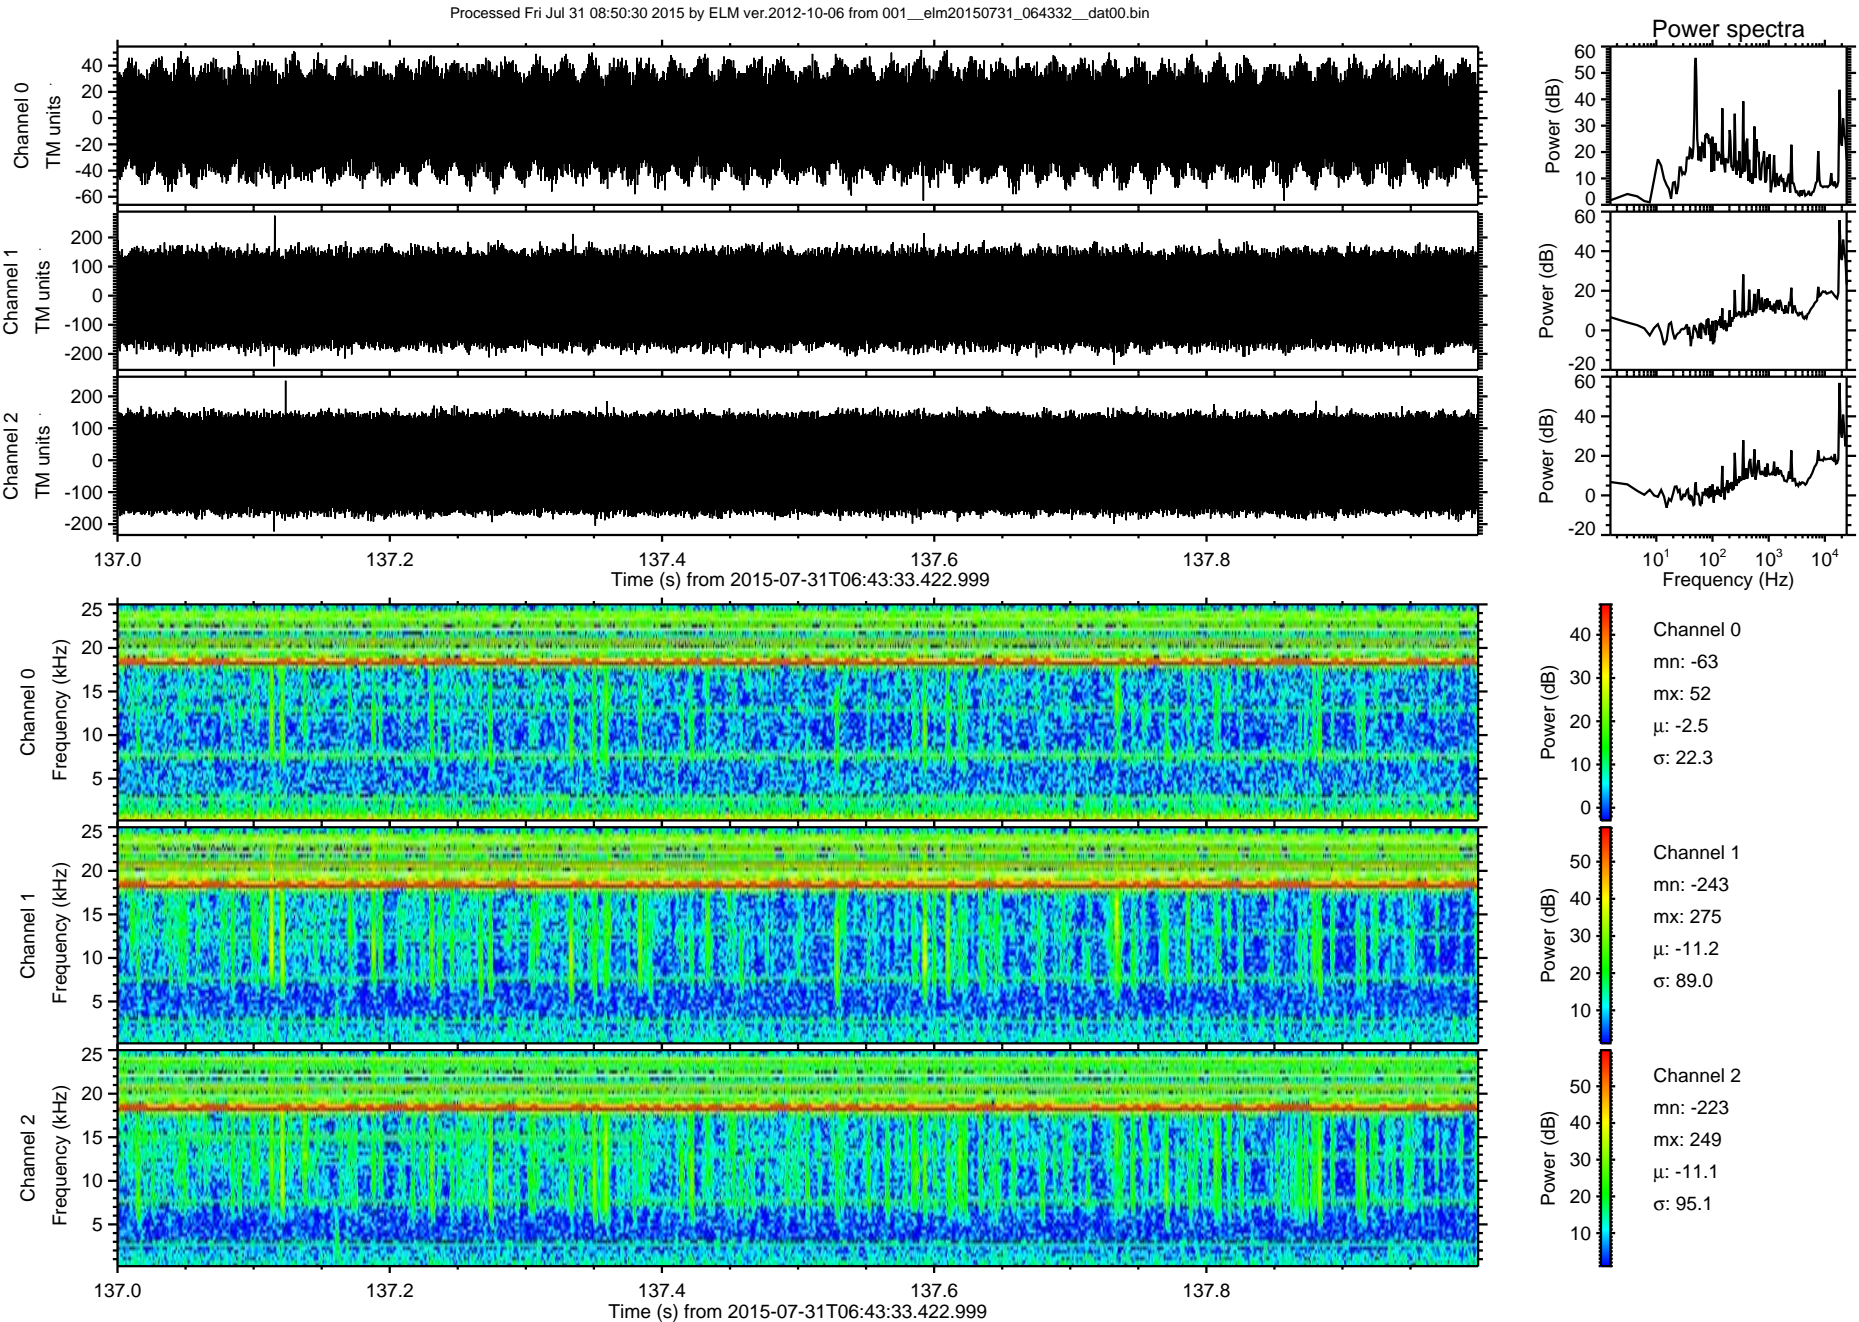 Processed Fri Jul 31 08:50:30 2015 by ELM ver.2012-10-06 from 001__elm20150731_064332__dat00.bin
Power spectra
Channel 0
TM units
40
20
0
-20
-40
-60
Power (dB)
60
50
40
30
20
10
0
Channel 1
TM units
200
100
0
-100
-200
Power (dB)
60
40
20
0
-20
Channel 2
TM units
200
100
0
-100
-200
Power (dB)
60
40
20
0
-20
137.0 137.2 137.4 137.6 137.8
Time (s) from 2015-07-31T06:43:33.422.999
10¹ 10² 10³ 10⁴
Frequency (Hz)
Channel 0
Frequency (kHz)
25
20
15
10
5
Power (dB)
40
30
20
10
0
Channel 0
mn: -63
mx: 52
μ: -2.5
σ: 22.3
Channel 1
Frequency (kHz)
25
20
15
10
5
Power (dB)
50
40
30
20
10
Channel 1
mn: -243
mx: 275
μ: -11.2
σ: 89.0
Channel 2
Frequency (kHz)
25
20
15
10
5
Power (dB)
50
40
30
20
10
Channel 2
mn: -223
mx: 249
μ: -11.1
σ: 95.1
137.0 137.2 137.4 137.6 137.8
Time (s) from 2015-07-31T06:43:33.422.999